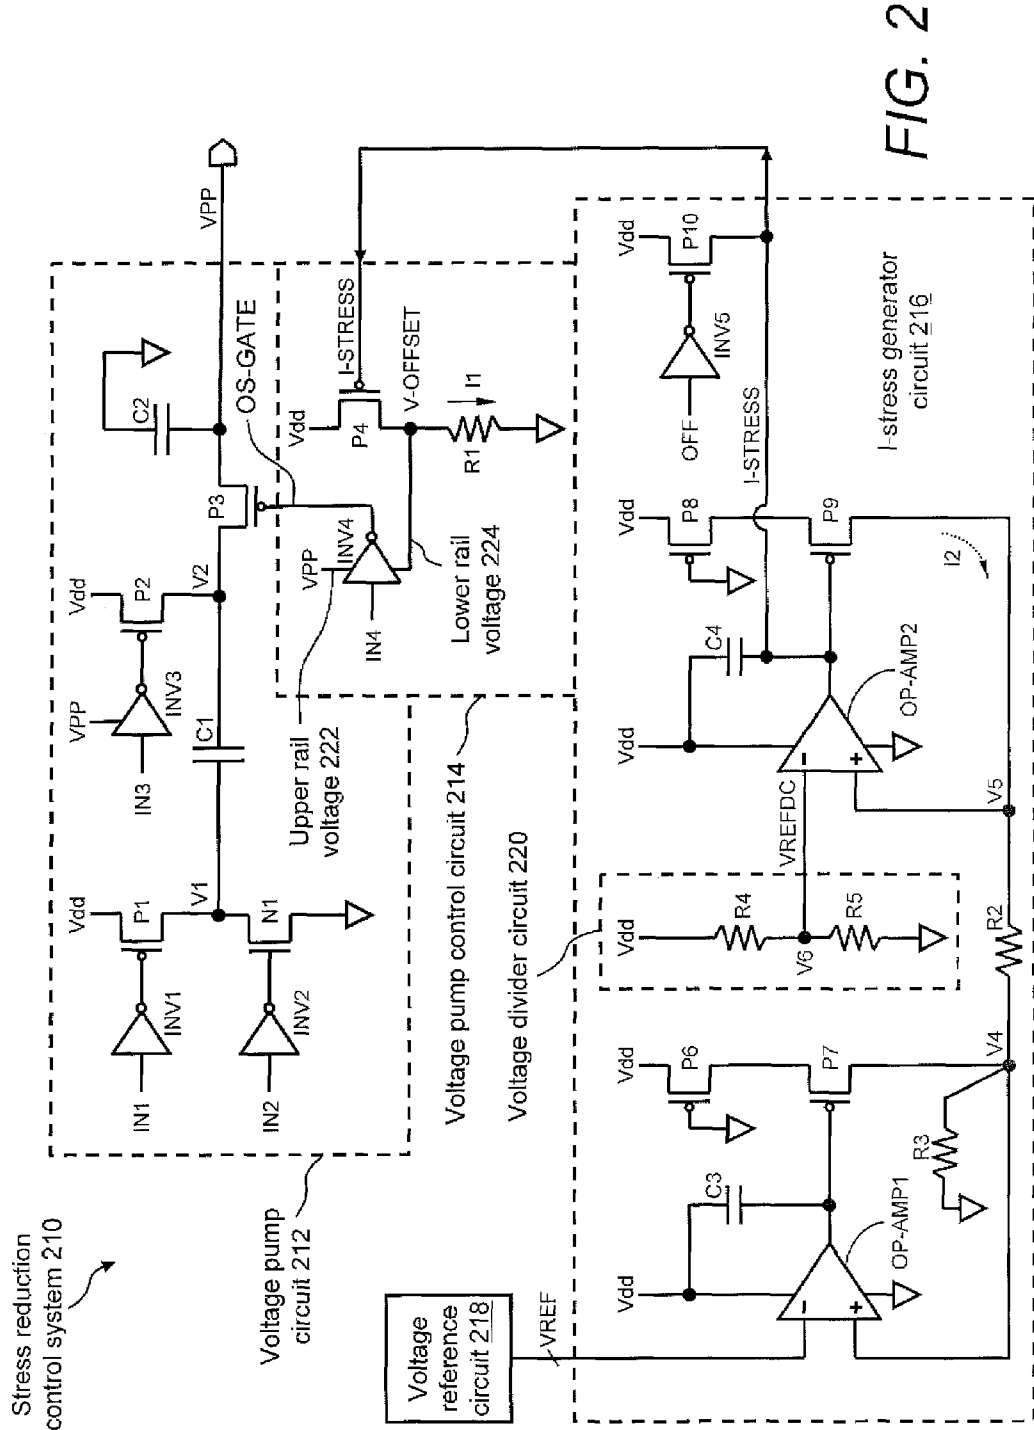 Stress reduction
control system 210
Voltage pump
circuit 212
IN1
INV1
Vdd
P1
V1
IN2
INV2
N1
C1
IN3
INV3
VPP
Vdd
P2
V2
P3
C2
VPP
OS-GATE
Upper rail
voltage 222
VPP
IN4
INV4
Lower rail
voltage 224
Vdd
P4
I-STRESS
V-OFFSET
R1
I1
Voltage pump control circuit 214
Voltage divider circuit 220
Voltage
reference
circuit 218
VREF
Vdd
C3
-
+
OP-AMP1
Vdd
P6
P7
R3
V4
R2
Vdd
R4
V6
R5
VREFDC
Vdd
C4
-
+
OP-AMP2
V5
Vdd
P8
P9
I2
I-STRESS
OFF
INV5
Vdd
P10
I-stress generator
circuit 216
FIG. 2